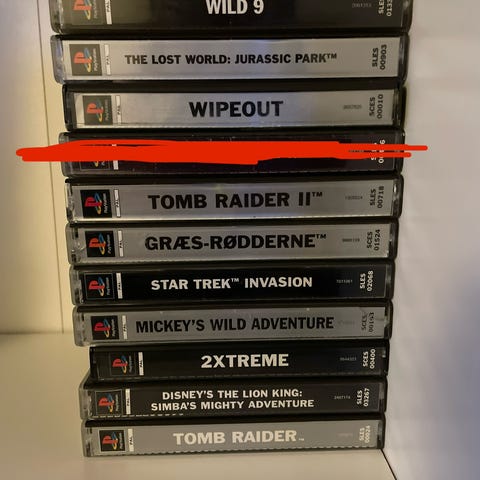 WILD 9
THE LOST WORLD: JURASSIC PARK™
SLES
00903
WIPEOUT
SCES
00010
TOMB RAIDER II™
SLES
00718
GRÆS-RØDDERNE™
SCES
01524
STAR TREK™ INVASION
SLES
02068
MICKEY'S WILD ADVENTURE
SCES
00163
2XTREME
SCES
00400
DISNEY'S THE LION KING:
SIMBA'S MIGHTY ADVENTURE
SLES
03267
TOMB RAIDER™
SLES
00024